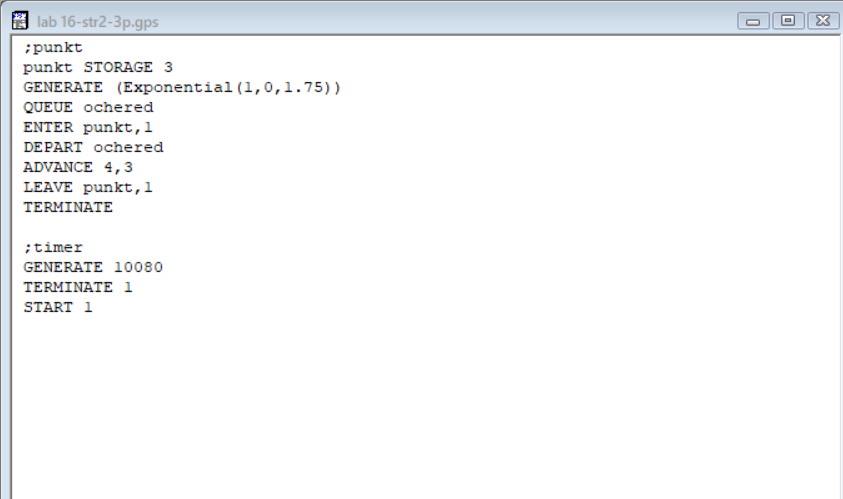 lab 16-str2-3p.gps
;punkt
punkt STORAGE 3
GENERATE (Exponential(1,0,1.75))
QUEUE ochered
ENTER punkt,1
DEPART ochered
ADVANCE 4,3
LEAVE punkt,1
TERMINATE
;timer
GENERATE 10080
TERMINATE 1
START 1